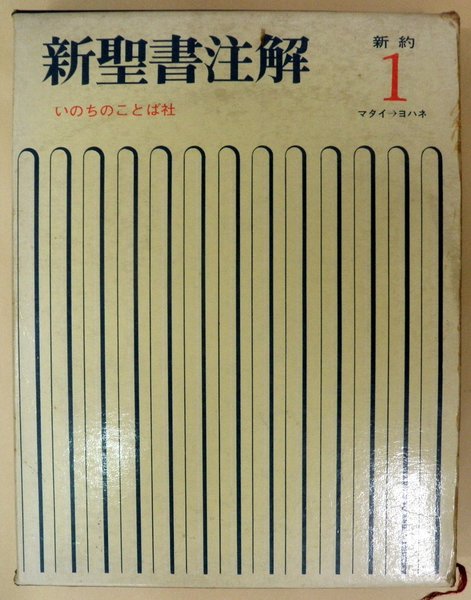 新聖書注解
いのちのことば社
新約
1
マタイ→ヨハネ